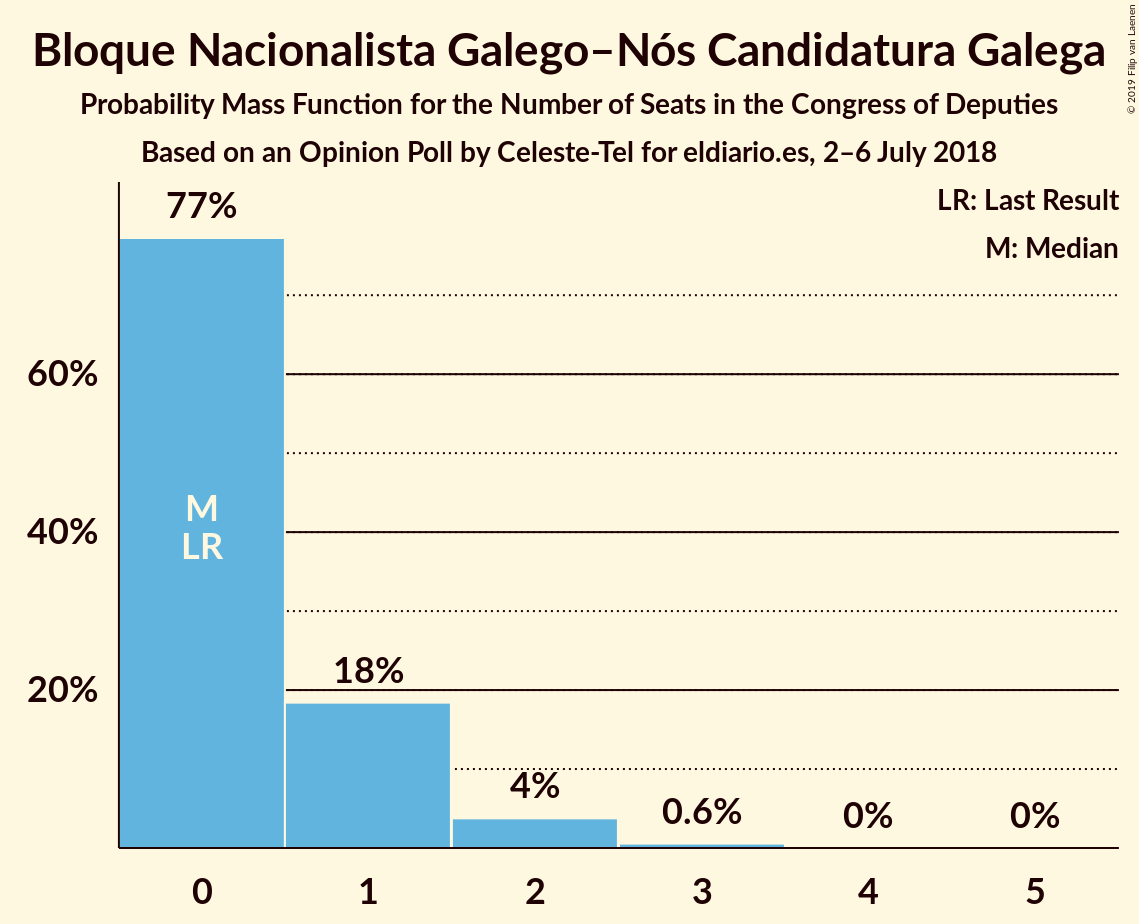 Bloque Nacionalista Galego–Nós Candidatura Galega
Probability Mass Function for the Number of Seats in the Congress of Deputies
Based on an Opinion Poll by Celeste-Tel for eldiario.es, 2–6 July 2018
© 2019 Filip van Laenen
LR: Last Result
M: Median
77%
60%
40%
20%
M
LR
18%
4%
0.6%
0%
0%
0
1
2
3
4
5